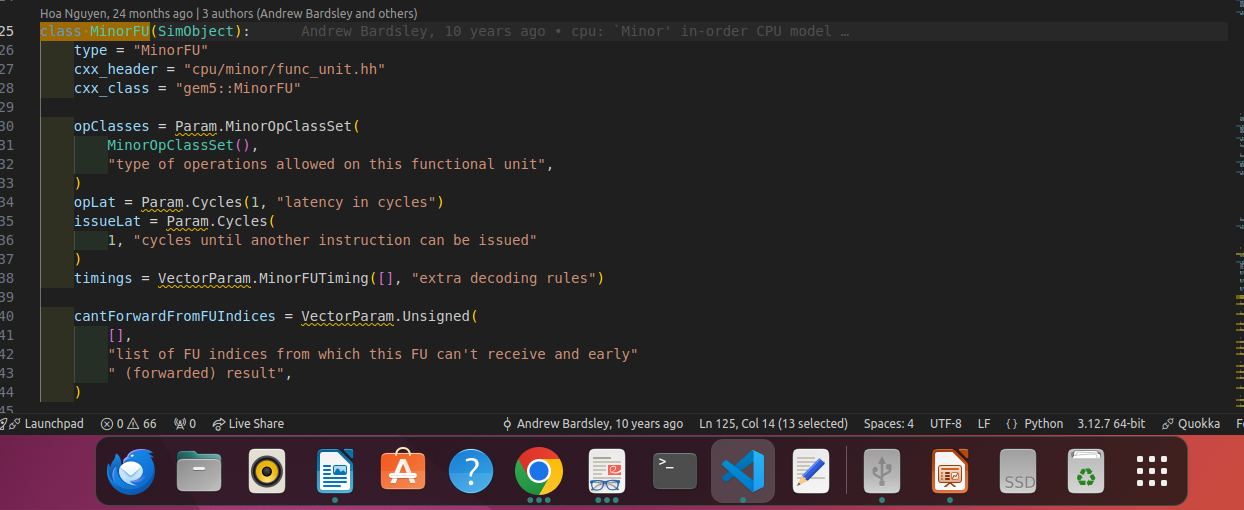 Hoa Nguyen, 24 months ago | 3 authors (Andrew Bardsley and others)
25 class MinorFU(SimObject): Andrew Bardsley, 10 years ago • cpu: `Minor' in-order CPU model …
26 type = "MinorFU"
27 cxx_header = "cpu/minor/func_unit.hh"
28 cxx_class = "gem5::MinorFU"
29
30 opClasses = Param.MinorOpClassSet(
31 MinorOpClassSet(),
32 "type of operations allowed on this functional unit",
33 )
34 opLat = Param.Cycles(1, "latency in cycles")
35 issueLat = Param.Cycles(
36 1, "cycles until another instruction can be issued"
37 )
38 timings = VectorParam.MinorFUTiming([], "extra decoding rules")
39
40 cantForwardFromFUIndices = VectorParam.Unsigned(
41 [],
42 "list of FU indices from which this FU can't receive and early"
43 " (forwarded) result",
44 )
45
Launchpad 0 66 0 Live Share Andrew Bardsley, 10 years ago Ln 125, Col 14 (13 selected) Spaces: 4 UTF-8 LF {} Python 3.12.7 64-bit Quokka
A ? >_ SSD